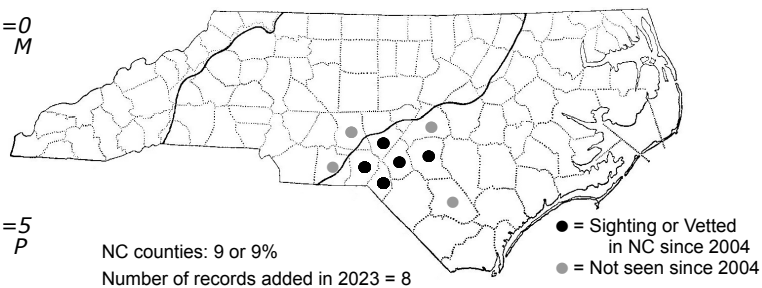 =0
M
=5
P
NC counties: 9 or 9%
Number of records added in 2023 = 8
= Sighting or Vetted
in NC since 2004
= Not seen since 2004